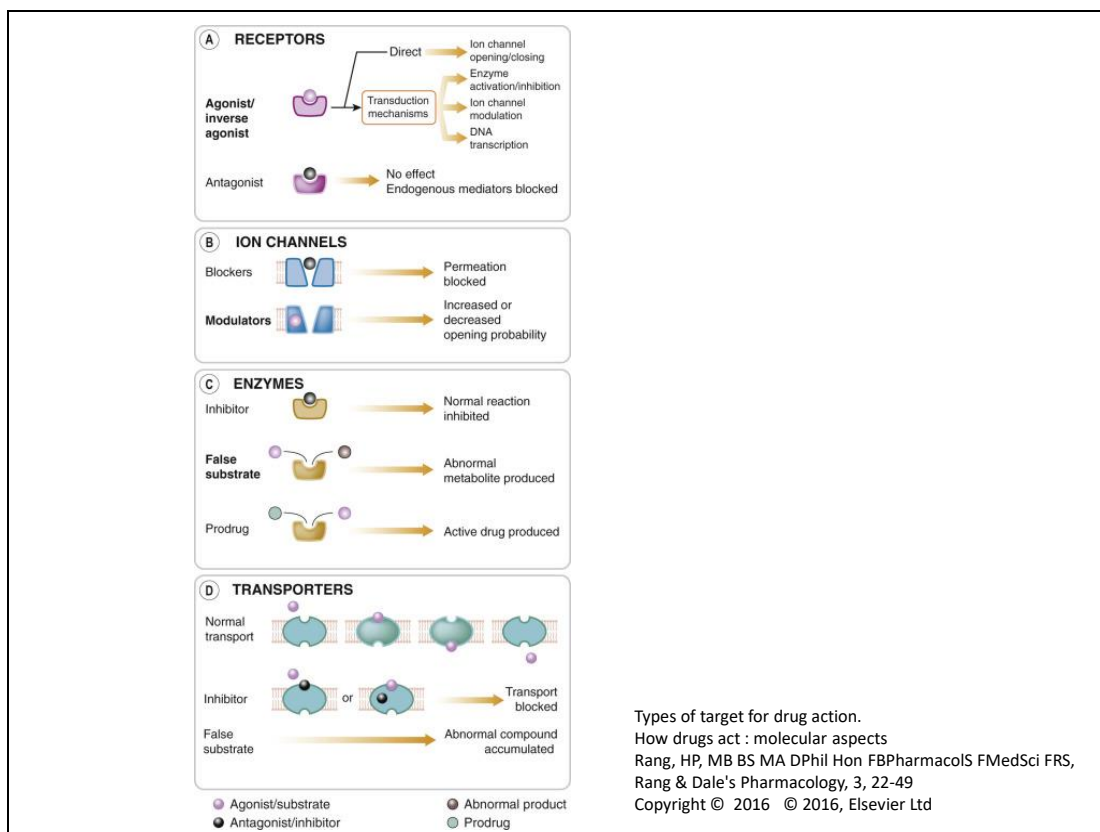 A RECEPTORS
Direct
Ion channel
opening/closing
Agonist/
inverse
agonist
Transduction
mechanisms
Enzyme
activation/inhibition
Ion channel
modulation
DNA
transcription
Antagonist
No effect
Endogenous mediators blocked
B ION CHANNELS
Blockers
Permeation
blocked
Modulators
Increased or
decreased
opening probability
C ENZYMES
Inhibitor
Normal reaction
inhibited
False
substrate
Abnormal
metabolite produced
Prodrug
Active drug produced
D TRANSPORTERS
Normal
transport
Inhibitor
or
Transport
blocked
False
substrate
Abnormal compound
accumulated
Agonist/substrate
Abnormal product
Antagonist/inhibitor
Prodrug
Types of target for drug action.
How drugs act : molecular aspects
Rang, HP, MB BS MA DPhil Hon FBPharmacolS FMedSci FRS,
Rang & Dale's Pharmacology, 3, 22-49
Copyright © 2016 © 2016, Elsevier Ltd